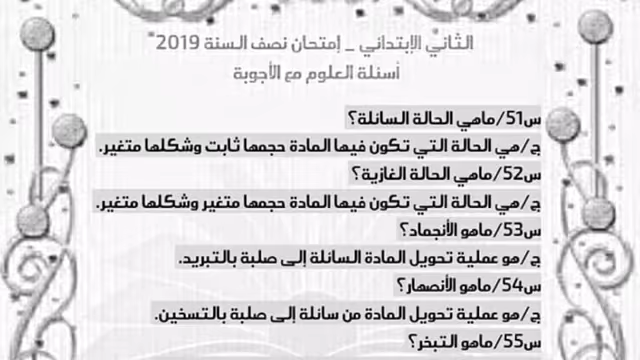 الثاني الإبتدائي _ إمتحان نصف السنة 2019
أسئلة العلوم مع الأجوبة
س51/ماهي الحالة السائلة؟
ج/هي الحالة التي تكون فيها المادة حجمها ثابت وشكلها متغير.
س52/ماهي الحالة الغازية؟
ج/هي الحالة التي تكون فيها المادة حجمها متغير وشكلها متغير.
س53/ماهو الأنجماد؟
ج/هو عملية تحويل المادة السائلة إلى صلبة بالتبريد.
س54/ماهو الأنصهار؟
ج/هو عملية تحويل المادة من سائلة إلى صلبة بالتسخين.
س55/ماهو التبخر؟